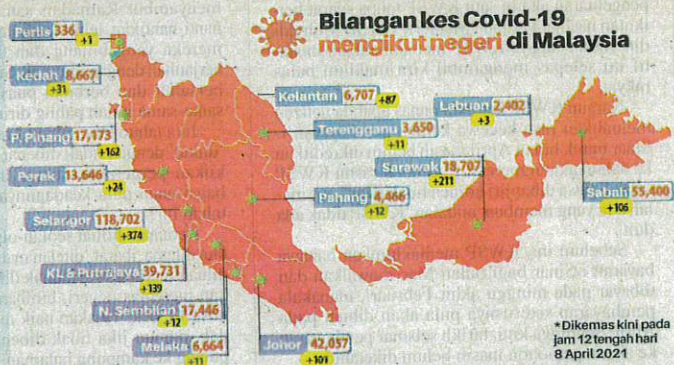 Bilangan kes Covid-19
mengikut negeri di Malaysia
Perlis 336
+1
Kedah 8,667
+31
P. Pinang 17,173
+162
Perak 13,646
+24
Selangor 118,702
+374
KL & Putrajaya 39,731
+139
N. Sembilan 17,446
+12
Melaka 6,664
+11
Johor 42,057
+101
Kelantan 6,707
+87
Terengganu 3,650
+11
Pahang 4,466
+12
Labuan 2,402
+3
Sarawak 18,707
+211
Sabah 55,400
+106
*Dikemas kini pada
jam 12 tengah hari
8 April 2021